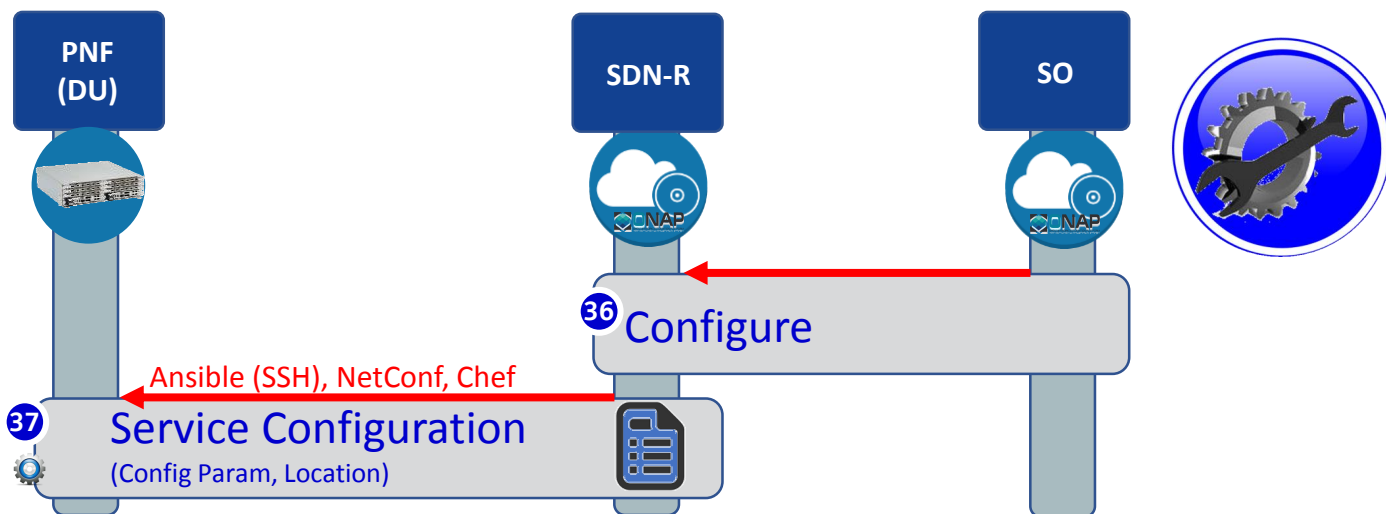 PNF
(DU)
SDN-R
SO
ONAP
ONAP
36
Configure
Ansible (SSH), NetConf, Chef
37
Service Configuration
(Config Param, Location)